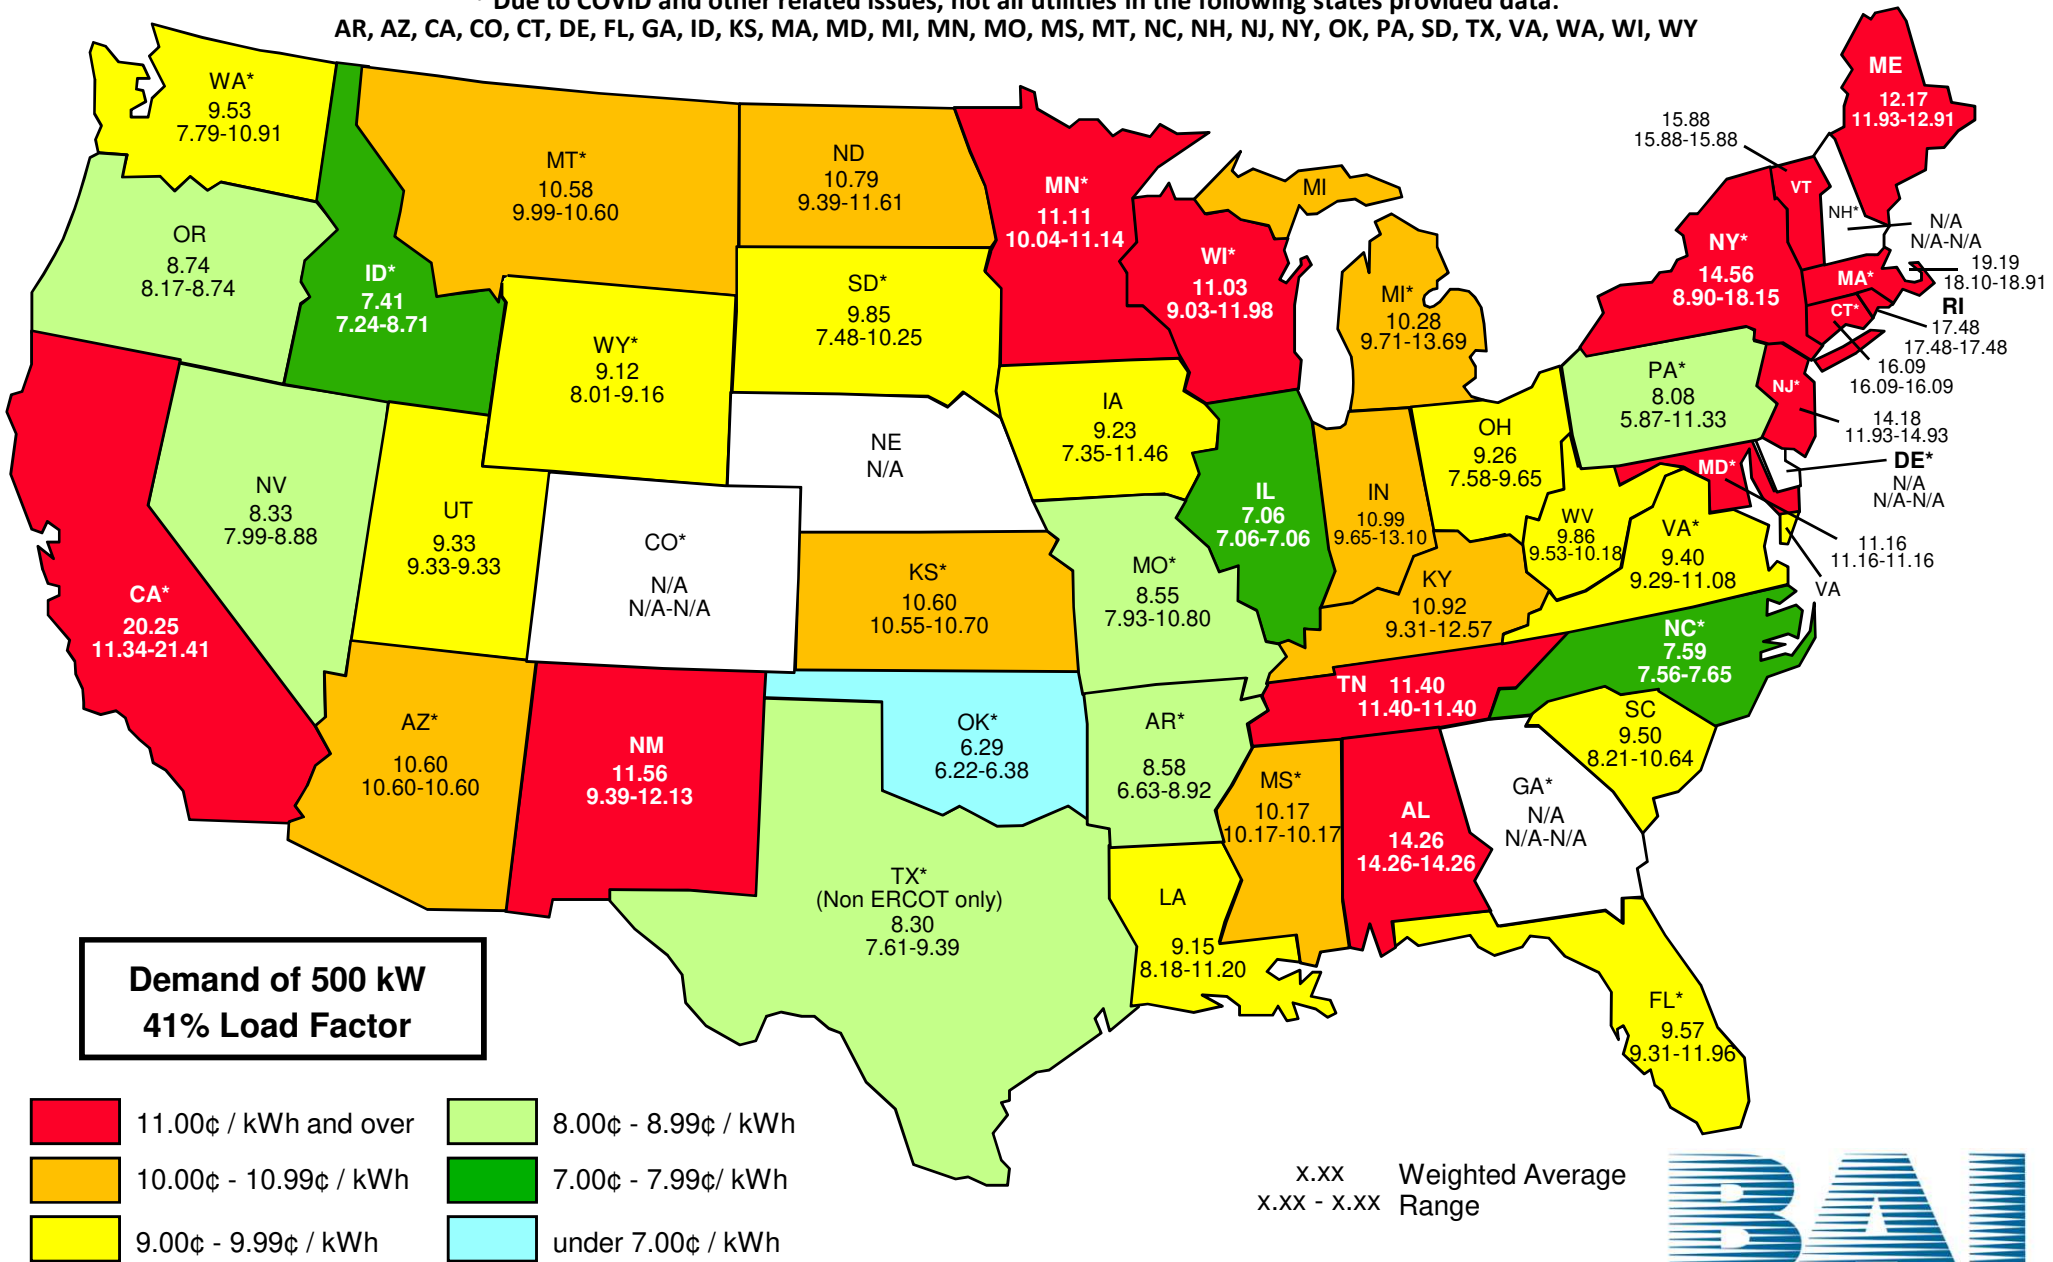 * Due to COVID and other related issues, not all utilities in the following states provided data.
AR, AZ, CA, CO, CT, DE, FL, GA, ID, KS, MA, MD, MI, MN, MO, MS, MT, NC, NH, NJ, NY, OK, PA, SD, TX, VA, WA, WI, WY
WA*
9.53
7.79-10.91
OR
8.74
8.17-8.74
ID*
7.41
7.24-8.71
MT*
10.58
9.99-10.60
ND
10.79
9.39-11.61
MN*
11.11
10.04-11.14
WI*
11.03
9.03-11.98
MI
MI*
10.28
9.71-13.69
ME
12.17
11.93-12.91
15.88
15.88-15.88
VT
NH*
N/A
N/A-N/A
NY*
14.56
8.90-18.15
MA*
19.19
18.10-18.91
CT*
RI
17.48
17.48-17.48
16.09
16.09-16.09
SD*
9.85
7.48-10.25
WY*
9.12
8.01-9.16
IA
9.23
7.35-11.46
NE
N/A
PA*
8.08
5.87-11.33
NJ*
14.18
11.93-14.93
OH
9.26
7.58-9.65
MD*
DE*
N/A
N/A-N/A
11.16
11.16-11.16
VA
NV
8.33
7.99-8.88
UT
9.33
9.33-9.33
CO*
N/A
N/A-N/A
CA*
20.25
11.34-21.41
KS*
10.60
10.55-10.70
MO*
8.55
7.93-10.80
IL
7.06
7.06-7.06
IN
10.99
9.65-13.10
WV
9.86
9.53-10.18
VA*
9.40
9.29-11.08
KY
10.92
9.31-12.57
NC*
7.59
7.56-7.65
TN 11.40
11.40-11.40
SC
9.50
8.21-10.64
AZ*
10.60
10.60-10.60
NM
11.56
9.39-12.13
OK*
6.29
6.22-6.38
AR*
8.58
6.63-8.92
MS*
10.17
10.17-10.17
AL
14.26
14.26-14.26
GA*
N/A
N/A-N/A
TX*
(Non ERCOT only)
8.30
7.61-9.39
LA
9.15
8.18-11.20
FL*
9.57
9.31-11.96
Demand of 500 kW
41% Load Factor
11.00¢ / kWh and over
10.00¢ - 10.99¢ / kWh
9.00¢ - 9.99¢ / kWh
8.00¢ - 8.99¢ / kWh
7.00¢ - 7.99¢/ kWh
under 7.00¢ / kWh
x.xx Weighted Average
x.xx - x.xx Range
BAI